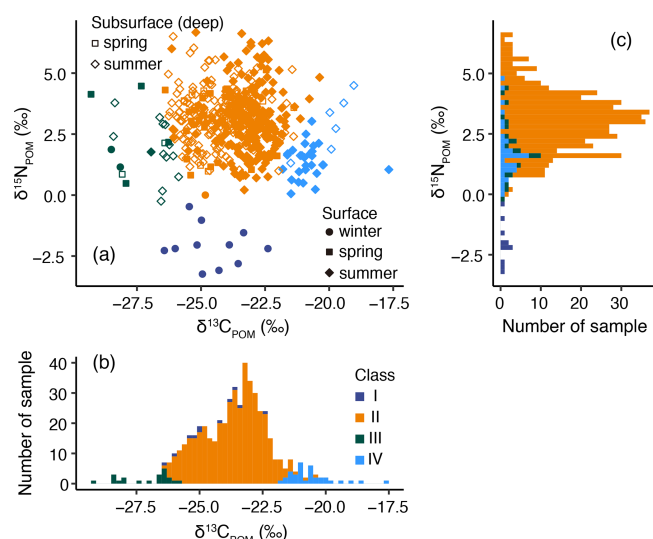 Subsurface (deep)
spring
summer
5.0
2.5
0.0
−2.5
δ15NPOM (‰)
(a)
Surface
winter
spring
summer
−27.5 −25.0 −22.5 −20.0 −17.5
δ13CPOM (‰)
(c)
5.0
2.5
0.0
−2.5
δ15NPOM (‰)
0 10 20 30
Number of sample
(b)
40
30
20
10
0
Number of sample
Class
I
II
III
IV
−27.5 −25.0 −22.5 −20.0 −17.5
δ13CPOM (‰)